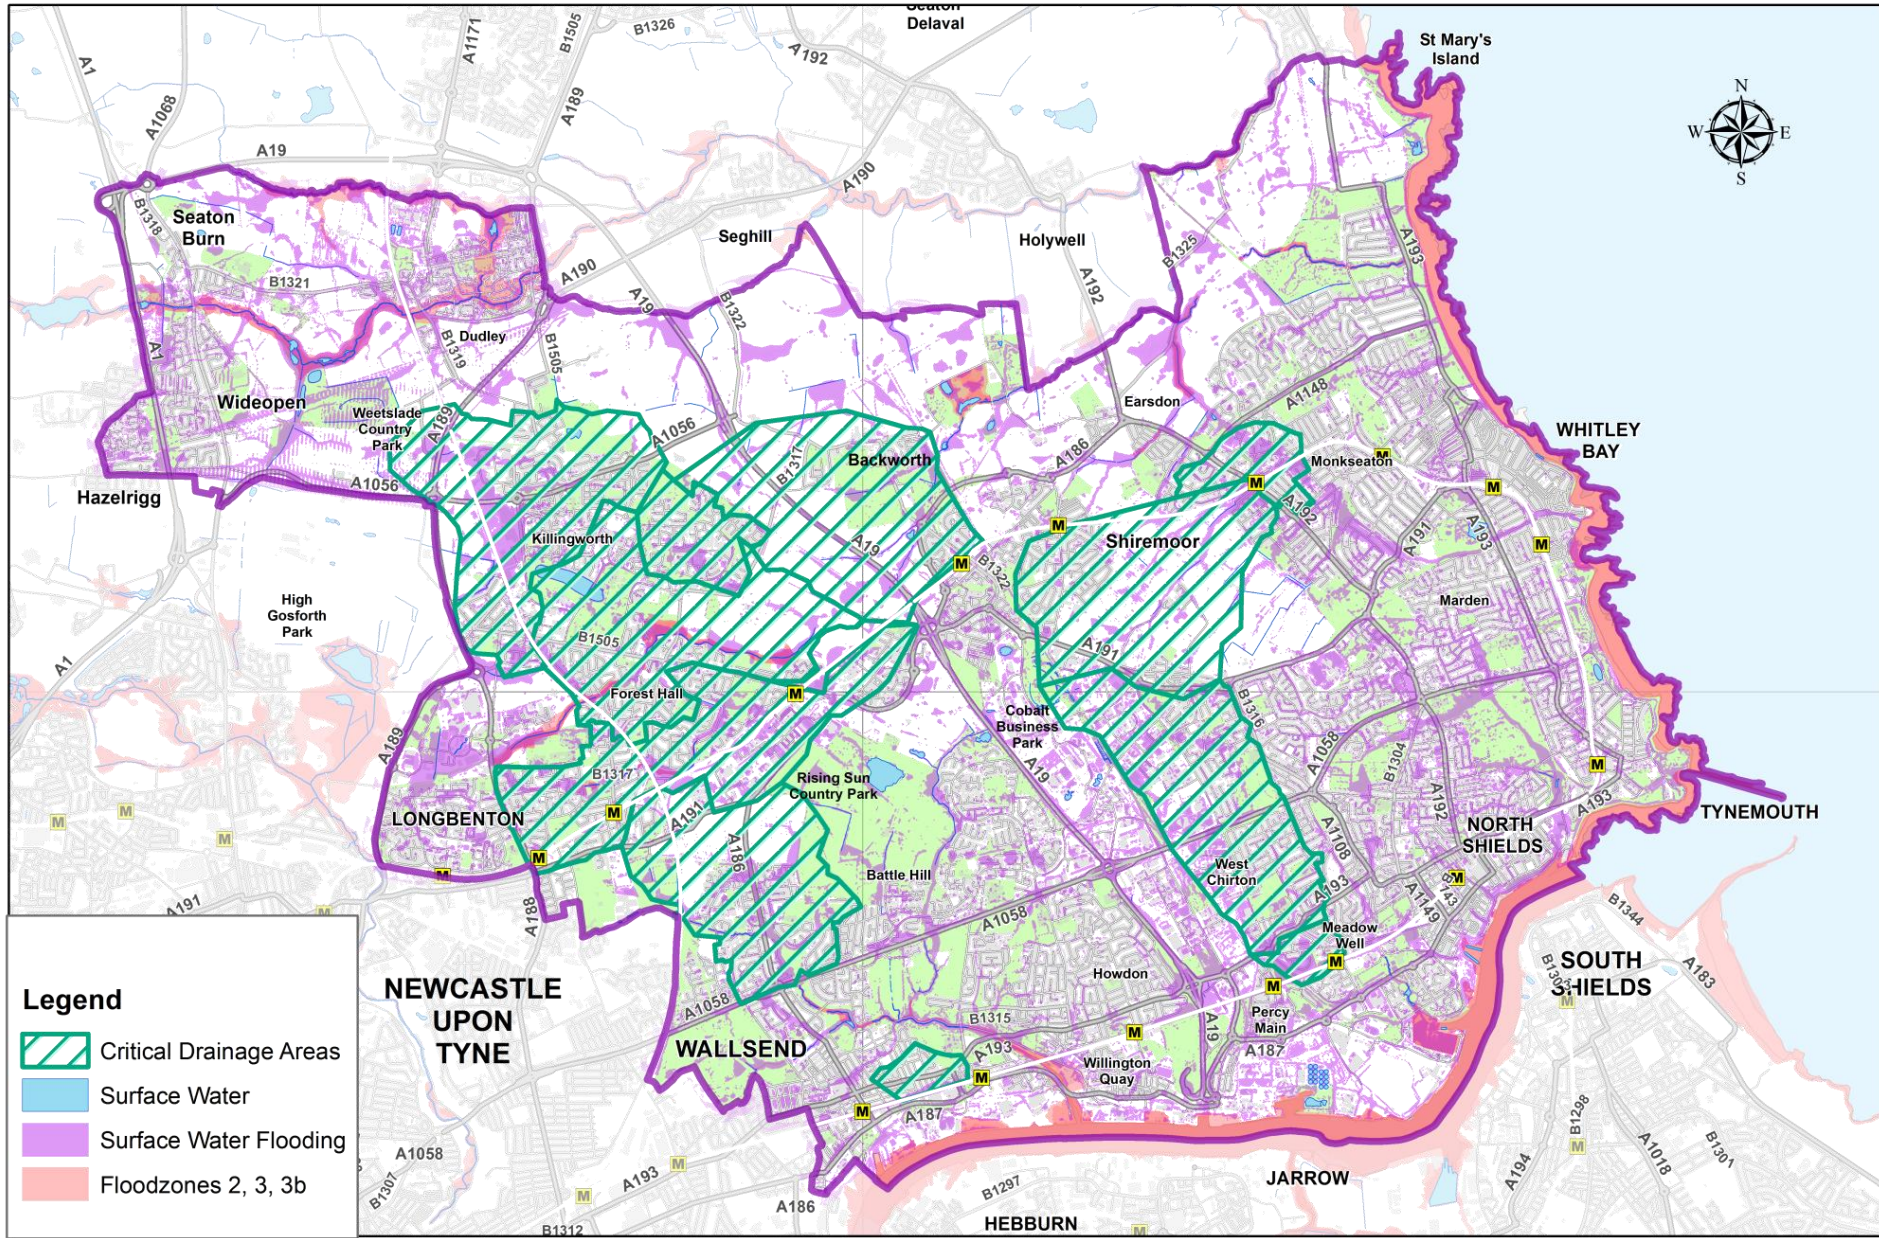 Seaton
Delaval
St Mary's
Island
B1326
B1505
A1171
A192
A1
A1068
A189
N
W
E
S
A19
A190
B1318
Seaton
Burn
Seghill
Holywell
B1325
A193
A190
B1321
A19
B1322
A192
A1
B1319
Dudley
B1505
Wideopen
Weetslade
Country
Park
A189
A1148
Earsdon
WHITLEY
BAY
A1056
B1317
Backworth
A186
Monkseaton
M
M
M
Hazelrigg
A1056
A192
A191
A193
Killingworth
A19
M
Shiremoor
M
M
B1322
High
Gosforth
Park
Marden
A1
B1505
A191
Forest Hall
M
B1316
Cobalt
Business
Park
A189
A19
A1058
B1304
Rising Sun
Country Park
B1317
M
A191
A186
LONGBENTON
M
A192
A193
TYNEMOUTH
NORTH
SHIELDS
M
M
M
M
M
A1108
West
Chirton
Battle Hill
M
B1743
A193
A1149
A191
M
A188
A1058
Meadow
Well
M
B1344
SOUTH
SHIELDS
A183
NEWCASTLE
UPON
TYNE
Howdon
M
M
A1058
B1315
Percy
Main
A19
WALLSEND
M
A193
A187
Willington
Quay
M
M
A187
B1298
M
A1018
B1301
A194
Legend
Critical Drainage Areas
Surface Water
Surface Water Flooding
Floodzones 2, 3, 3b
A1058
B1307
A193
M
M
A186
B1312
B1297
JARROW
HEBBURN
M